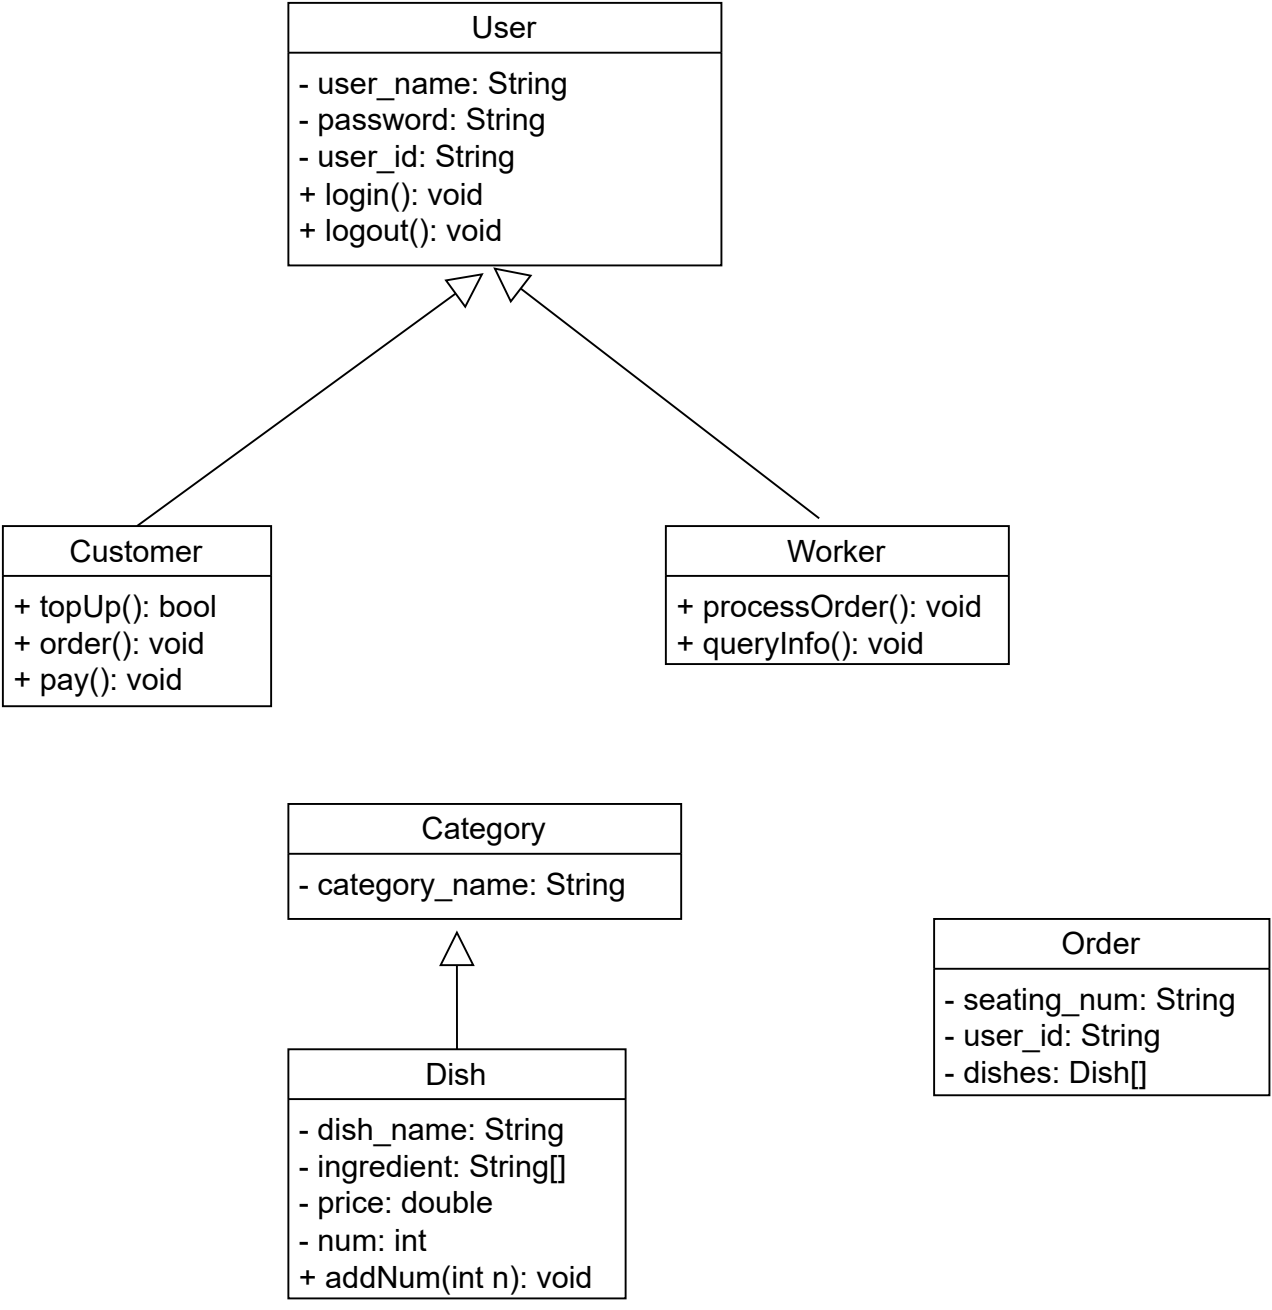 User
- user_name: String
- password: String
- user_id: String
+ login(): void
+ logout(): void
Customer
+ topUp(): bool
+ order(): void
+ pay(): void
Worker
+ processOrder(): void
+ queryInfo(): void
Category
- category_name: String
Order
- seating_num: String
- user_id: String
- dishes: Dish[]
Dish
- dish_name: String
- ingredient: String[]
- price: double
- num: int
+ addNum(int n): void